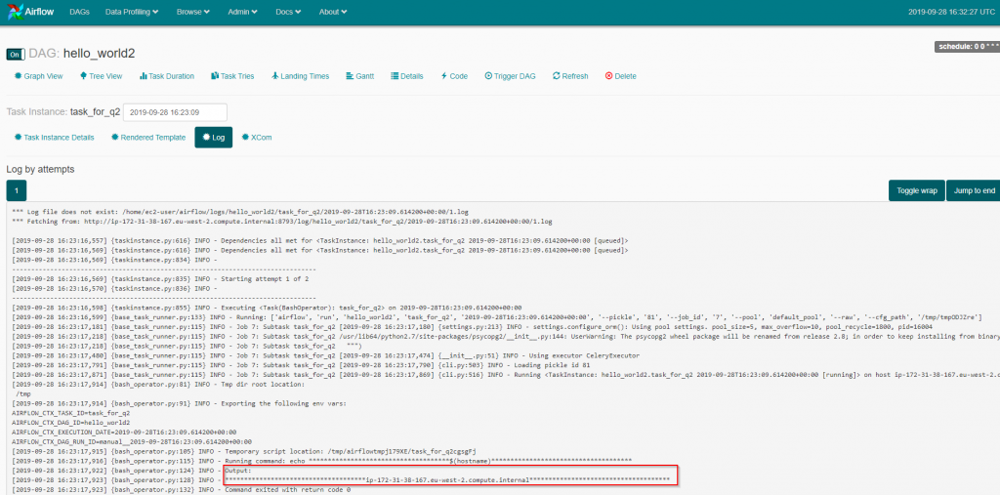 Airflow DAGs Data Profiling Browse Admin Docs About 2019-09-28 16:32:27 UTC
On DAG: hello_world2 schedule: 0 0 * * *
Graph View Tree View Task Duration Task Tries Landing Times Gantt Details Code Trigger DAG Refresh Delete
Task Instance: task_for_q2 2019-09-28 16:23:09
Task Instance Details Rendered Template Log XCom
Log by attempts
1 Toggle wrap Jump to end
*** Log file does not exist: /home/ec2-user/airflow/logs/hello_world2/task_for_q2/2019-09-28T16:23:09.614200+00:00/1.log
*** Fetching from: http://ip-172-31-38-167.eu-west-2.compute.internal:8793/log/hello_world2/task_for_q2/2019-09-28T16:23:09.614200+00:00/1.log
[2019-09-28 16:23:16,557] {taskinstance.py:616} INFO - Dependencies all met for <TaskInstance: hello_world2.task_for_q2 2019-09-28T16:23:09.614200+00:00 [queued]>
[2019-09-28 16:23:16,569] {taskinstance.py:616} INFO - Dependencies all met for <TaskInstance: hello_world2.task_for_q2 2019-09-28T16:23:09.614200+00:00 [queued]>
[2019-09-28 16:23:16,569] {taskinstance.py:834} INFO -
--------------------------------------------------------------------------------
[2019-09-28 16:23:16,569] {taskinstance.py:835} INFO - Starting attempt 1 of 2
[2019-09-28 16:23:16,570] {taskinstance.py:836} INFO -
--------------------------------------------------------------------------------
[2019-09-28 16:23:16,598] {taskinstance.py:855} INFO - Executing <Task(BashOperator): task_for_q2> on 2019-09-28T16:23:09.614200+00:00
[2019-09-28 16:23:16,599] {base_task_runner.py:133} INFO - Running: ['airflow', 'run', 'hello_world2', 'task_for_q2', '2019-09-28T16:23:09.614200+00:00', '--pickle', '81', '--job_id', '7', '--pool', 'default_pool', '--raw', '--cfg_path', '/tmp/tmpODJZre']
[2019-09-28 16:23:17,181] {base_task_runner.py:115} INFO - Job 7: Subtask task_for_q2 [2019-09-28 16:23:17,180] {settings.py:213} INFO - settings.configure_orm(): Using pool settings. pool_size=5, max_overflow=10, pool_recycle=1800, pid=16004
[2019-09-28 16:23:17,218] {base_task_runner.py:115} INFO - Job 7: Subtask task_for_q2 /usr/lib64/python2.7/site-packages/psycopg2/__init__.py:144: UserWarning: The psycopg2 wheel package will be renamed from release 2.8; in order to keep installing from binary
[2019-09-28 16:23:17,218] {base_task_runner.py:115} INFO - Job 7: Subtask task_for_q2 """)
[2019-09-28 16:23:17,480] {base_task_runner.py:115} INFO - Job 7: Subtask task_for_q2 [2019-09-28 16:23:17,474] {__init__.py:51} INFO - Using executor CeleryExecutor
[2019-09-28 16:23:17,791] {base_task_runner.py:115} INFO - Job 7: Subtask task_for_q2 [2019-09-28 16:23:17,790] {cli.py:503} INFO - Loading pickle id 81
[2019-09-28 16:23:17,871] {base_task_runner.py:115} INFO - Job 7: Subtask task_for_q2 [2019-09-28 16:23:17,869] {cli.py:516} INFO - Running <TaskInstance: hello_world2.task_for_q2 2019-09-28T16:23:09.614200+00:00 [running]> on host ip-172-31-38-167.eu-west-2.c
[2019-09-28 16:23:17,914] {bash_operator.py:81} INFO - Tmp dir root location:
/tmp
[2019-09-28 16:23:17,914] {bash_operator.py:91} INFO - Exporting the following env vars:
AIRFLOW_CTX_TASK_ID=task_for_q2
AIRFLOW_CTX_DAG_ID=hello_world2
AIRFLOW_CTX_EXECUTION_DATE=2019-09-28T16:23:09.614200+00:00
AIRFLOW_CTX_DAG_RUN_ID=manual__2019-09-28T16:23:09.614200+00:00
[2019-09-28 16:23:17,915] {bash_operator.py:105} INFO - Temporary script location: /tmp/airflowtmpj179XE/task_for_q2cgsgFj
[2019-09-28 16:23:17,916] {bash_operator.py:115} INFO - Running command: echo ************************************$(hostname)************************************
[2019-09-28 16:23:17,922] {bash_operator.py:124} INFO - Output:
[2019-09-28 16:23:17,923] {bash_operator.py:128} INFO - ************************************ip-172-31-38-167.eu-west-2.compute.internal************************************
[2019-09-28 16:23:17,923] {bash_operator.py:132} INFO - Command exited with return code 0